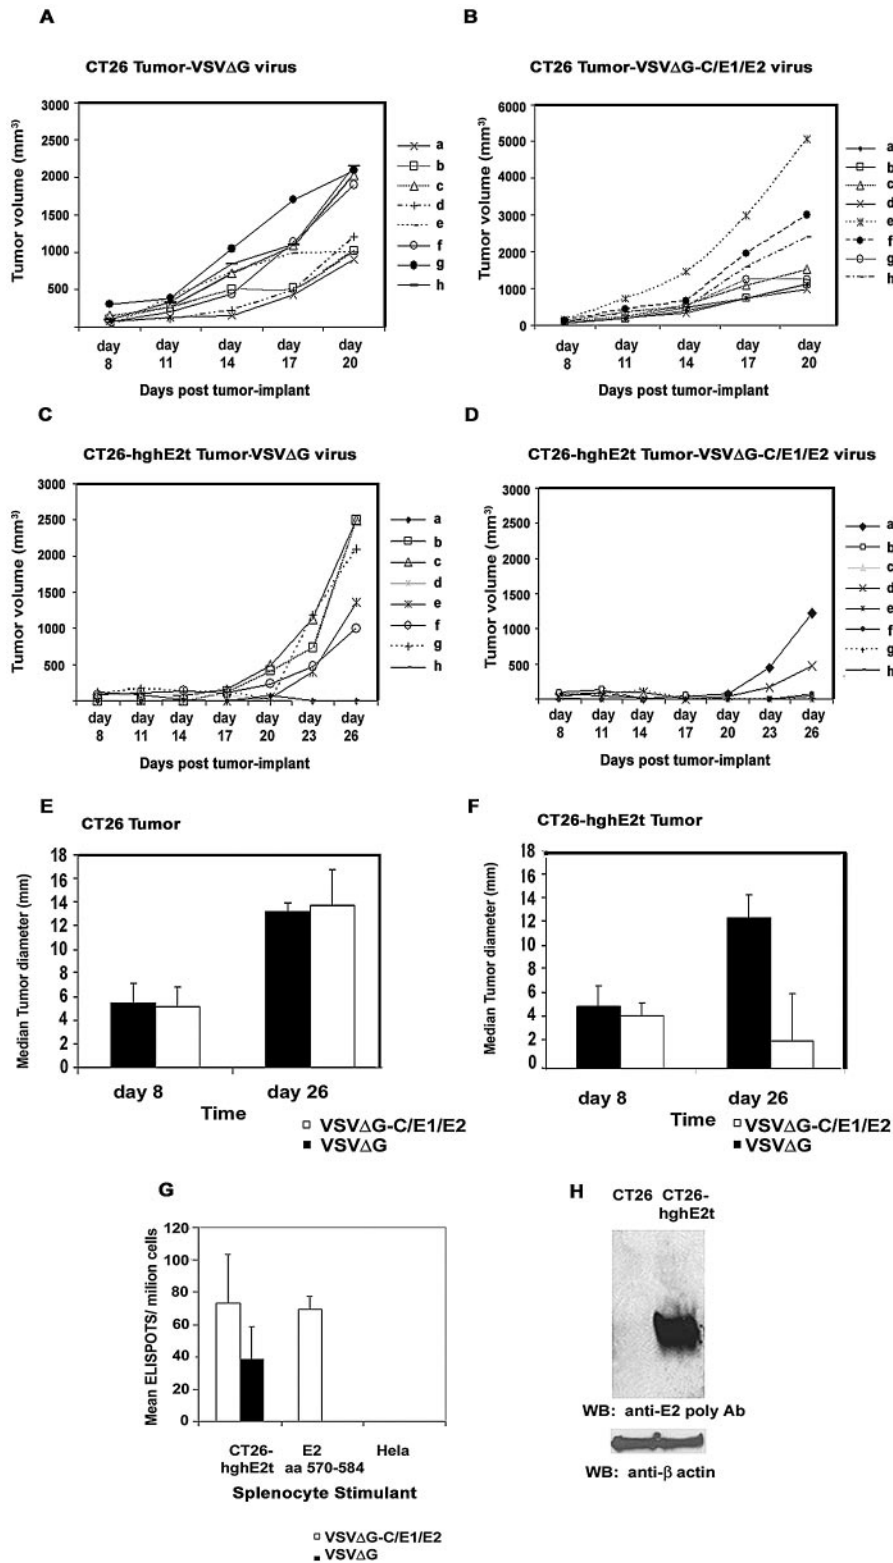 A
CT26 Tumor-VSVΔG virus
Tumor volume (mm³)
3000
2500
2000
1500
1000
500
day 8
day 11
day 14
day 17
day 20
Days post tumor-implant
a
b
c
d
e
f
g
h
B
CT26 Tumor-VSVΔG-C/E1/E2 virus
Tumor volume (mm³)
6000
5000
4000
3000
2000
1000
0
day 8
day 11
day 14
day 17
day 20
Days post tumor-implant
a
b
c
d
e
f
g
h
C
CT26-hghE2t Tumor-VSVΔG virus
Tumor volume (mm³)
3000
2500
2000
1500
1000
500
day 8
day 11
day 14
day 17
day 20
day 23
day 26
Days post tumor-implant
a
b
c
d
e
f
g
h
D
CT26-hghE2t Tumor-VSVΔG-C/E1/E2 virus
Tumor volume (mm³)
3000
2500
2000
1500
1000
500
0
day 8
day 11
day 14
day 17
day 20
day 23
day 26
Days post tumor-implant
a
b
c
d
e
f
g
h
E
CT26 Tumor
Median Tumor diameter (mm)
18
16
14
12
10
8
6
4
2
0
day 8
day 26
Time
VSVΔG-C/E1/E2
VSVΔG
F
CT26-hghE2t Tumor
Median Tumor diameter (mm)
18
16
14
12
10
8
6
4
2
0
day 8
day 26
Time
VSVΔG-C/E1/E2
VSVΔG
G
Mean ELISPOTS/ milion cells
120
100
80
60
40
20
0
CT26-
hghE2t
E2
aa 570-584
Hela
Splenocyte Stimulant
VSVΔG-C/E1/E2
VSVΔG
H
CT26 CT26-
hghE2t
WB: anti-E2 poly Ab
WB: anti-β actin